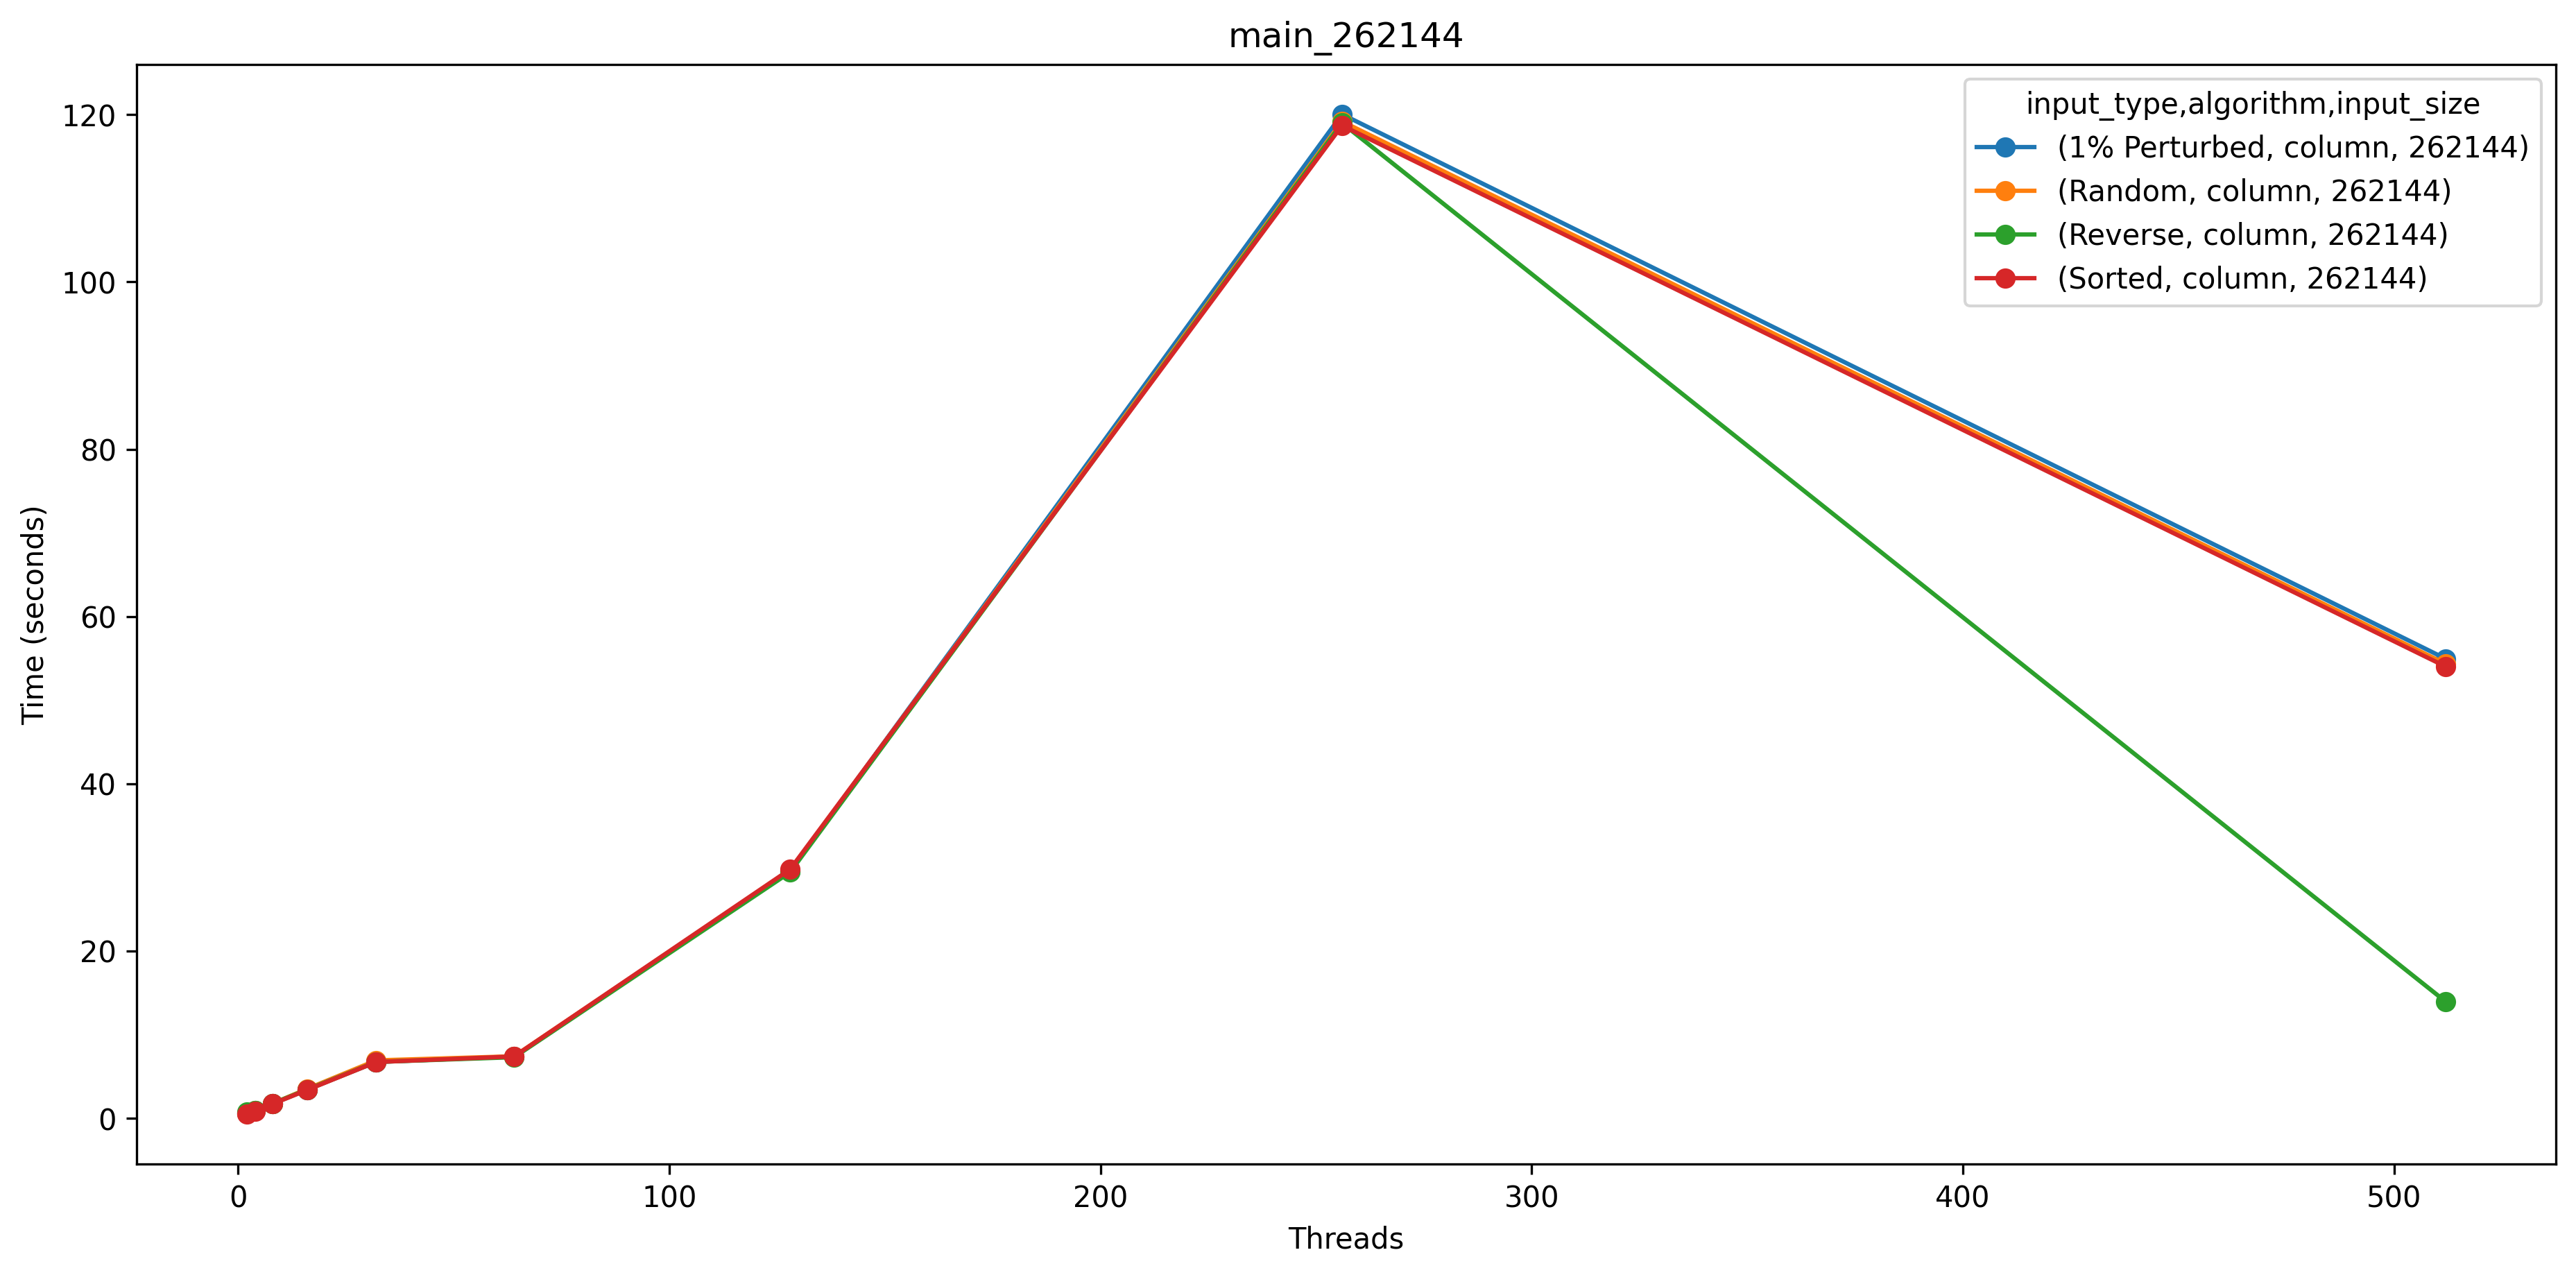 main_262144
input_type,algorithm,input_size
(1% Perturbed, column, 262144)
(Random, column, 262144)
(Reverse, column, 262144)
(Sorted, column, 262144)
Time (seconds)
120
100
80
60
40
20
0
0 100 200 300 400 500
Threads